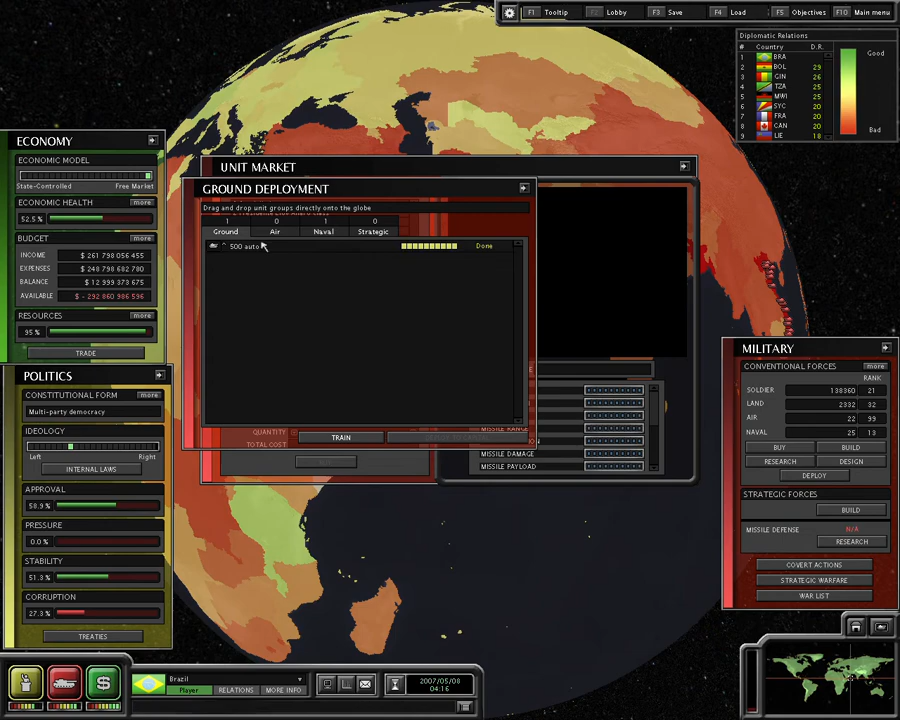 F1 Tooltip F2 Lobby F3 Save F4 Load F5 Objectives F10 Main menu
Diplomatic Relations
# Country D.R.
1 BRA
2 BOL 29
3 GIN 26
4 TZA 25
5 MWI 25
6 SYC 20
7 FRA 20
8 CAN 20
9 LIE 18
Good
Bad
ECONOMY
ECONOMIC MODEL
State-Controlled Free Market
ECONOMIC HEALTH more
52.5 %
BUDGET more
INCOME $ 261 798 056 455
EXPENSES $ 248 798 682 780
BALANCE $ 12 999 373 675
AVAILABLE $ - 292 860 986 596
RESOURCES more
95 %
TRADE
POLITICS
CONSTITUTIONAL FORM more
Multi-party democracy
IDEOLOGY
Left Right
INTERNAL LAWS
APPROVAL
58.9 %
PRESSURE
0.0 %
STABILITY
51.3 %
CORRUPTION
27.3 %
TREATIES
UNIT MARKET
GROUND DEPLOYMENT
Drag and drop unit groups directly onto the globe
1 0 1 0
Ground Air Naval Strategic
500 auto Done
QUANTITY
TOTAL COST
TRAIN
MISSILE RANGE
MISSILE DAMAGE
MISSILE PAYLOAD
MILITARY
CONVENTIONAL FORCES more
RANK
SOLDIER 138360 21
LAND 2332 32
AIR 22 99
NAVAL 25 13
BUY BUILD
RESEARCH DESIGN
DEPLOY
STRATEGIC FORCES
BUILD
MISSILE DEFENSE N/A
RESEARCH
COVERT ACTIONS
STRATEGIC WARFARE
WAR LIST
Brazil
Player RELATIONS MORE INFO
2007/05/08
04:16